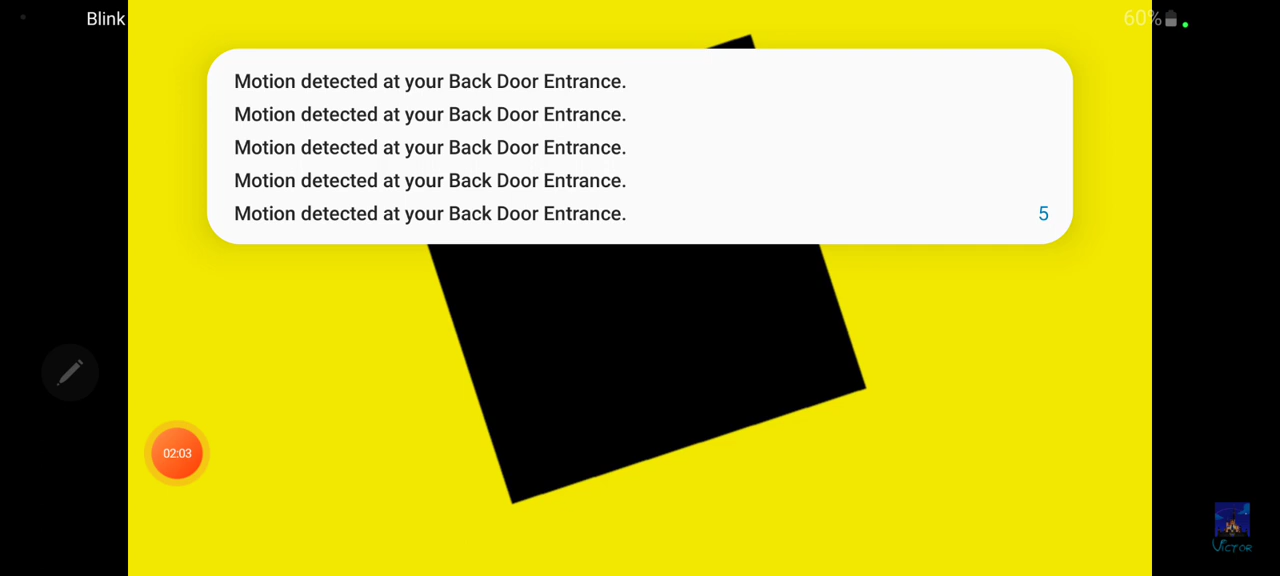 Blink
60%
Motion detected at your Back Door Entrance.
Motion detected at your Back Door Entrance.
Motion detected at your Back Door Entrance.
Motion detected at your Back Door Entrance.
Motion detected at your Back Door Entrance. 5
02:03
VICTOR